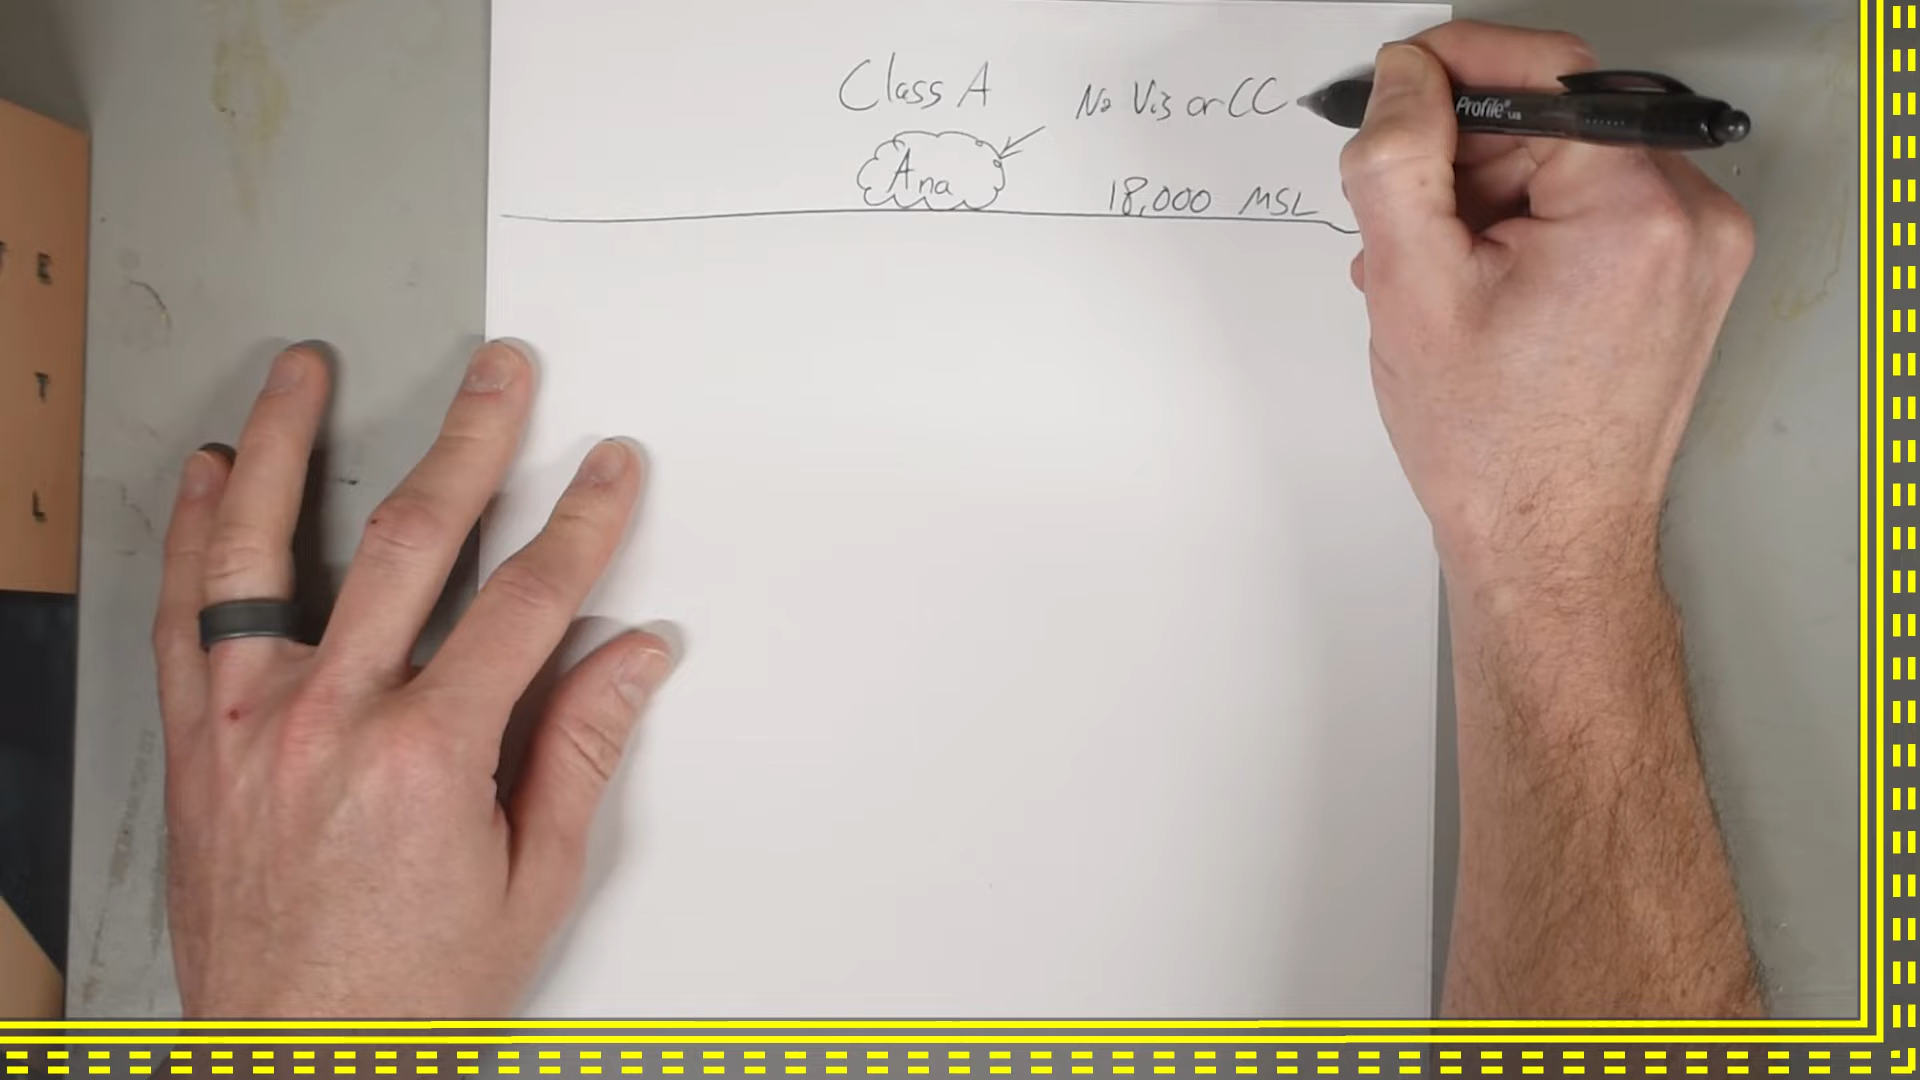 Class A
No Vis or CC
Ana
18,000 MSL
Profile
E
T
L